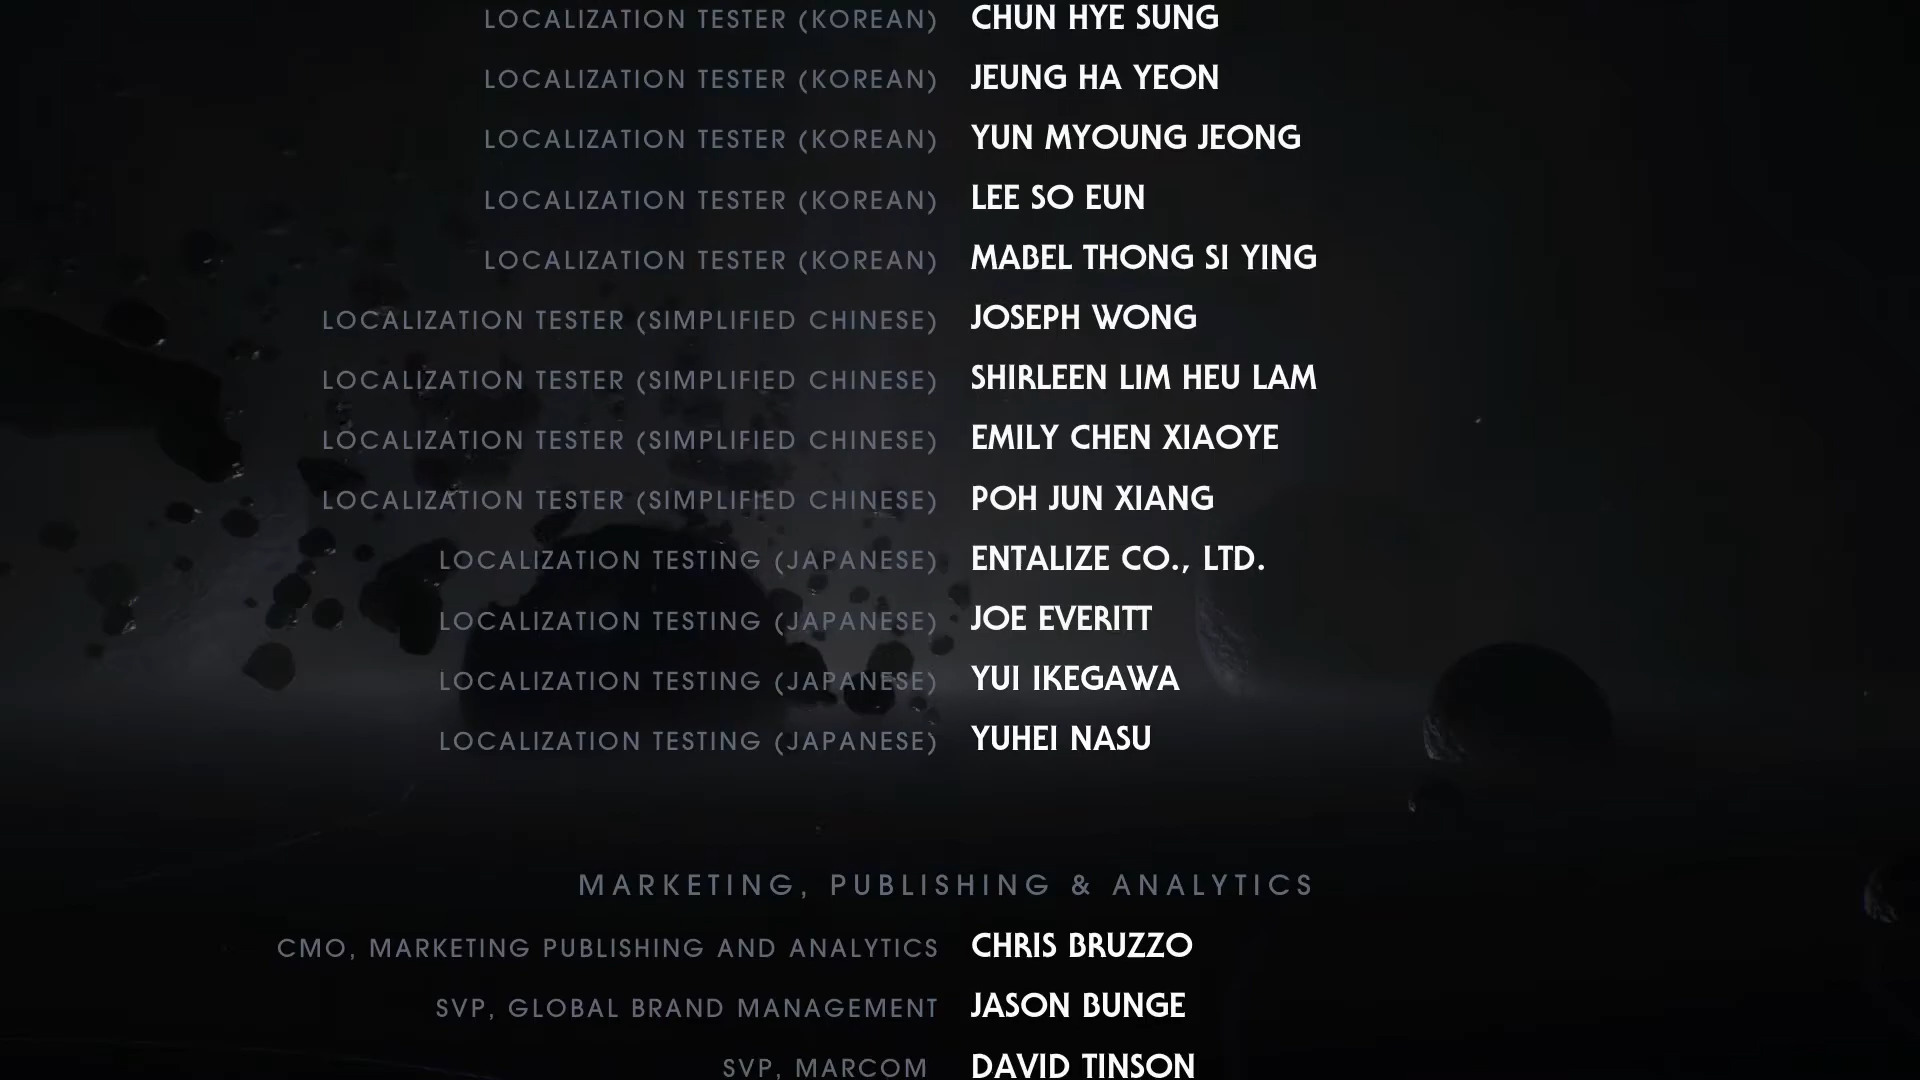 LOCALIZATION TESTER (KOREAN) CHUN HYE SUNG
LOCALIZATION TESTER (KOREAN) JEUNG HA YEON
LOCALIZATION TESTER (KOREAN) YUN MYOUNG JEONG
LOCALIZATION TESTER (KOREAN) LEE SO EUN
LOCALIZATION TESTER (KOREAN) MABEL THONG SI YING
LOCALIZATION TESTER (SIMPLIFIED CHINESE) JOSEPH WONG
LOCALIZATION TESTER (SIMPLIFIED CHINESE) SHIRLEEN LIM HEU LAM
LOCALIZATION TESTER (SIMPLIFIED CHINESE) EMILY CHEN XIAOYE
LOCALIZATION TESTER (SIMPLIFIED CHINESE) POH JUN XIANG
LOCALIZATION TESTING (JAPANESE) ENTALIZE CO., LTD.
LOCALIZATION TESTING (JAPANESE) JOE EVERITT
LOCALIZATION TESTING (JAPANESE) YUI IKEGAWA
LOCALIZATION TESTING (JAPANESE) YUHEI NASU
MARKETING, PUBLISHING & ANALYTICS
CMO, MARKETING PUBLISHING AND ANALYTICS CHRIS BRUZZO
SVP, GLOBAL BRAND MANAGEMENT JASON BUNGE
SVP, MARCOM DAVID TINSON